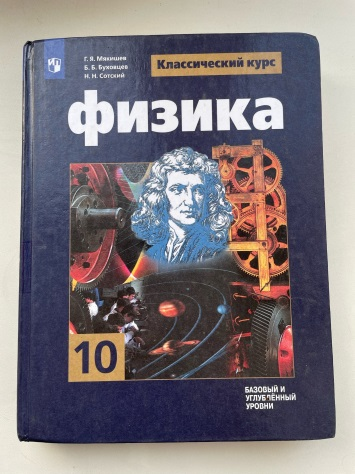 Г. Я. Мякишев
Б. Б. Буховцев
Н. Н. Сотский
Классический курс
физика
10
БАЗОВЫЙ И
УГЛУБЛЁННЫЙ
УРОВНИ